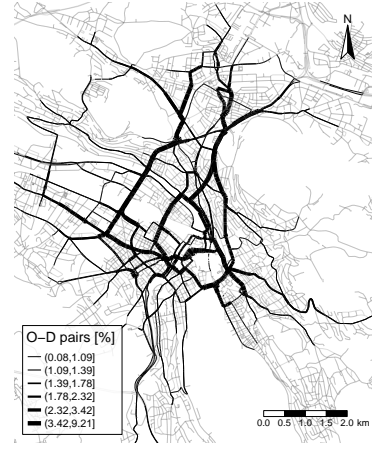 N
O–D pairs [%]
(0.08,1.09]
(1.09,1.39]
(1.39,1.78]
(1.78,2.32]
(2.32,3.42]
(3.42,9.21]
0.0 0.5 1.0 1.5 2.0 km